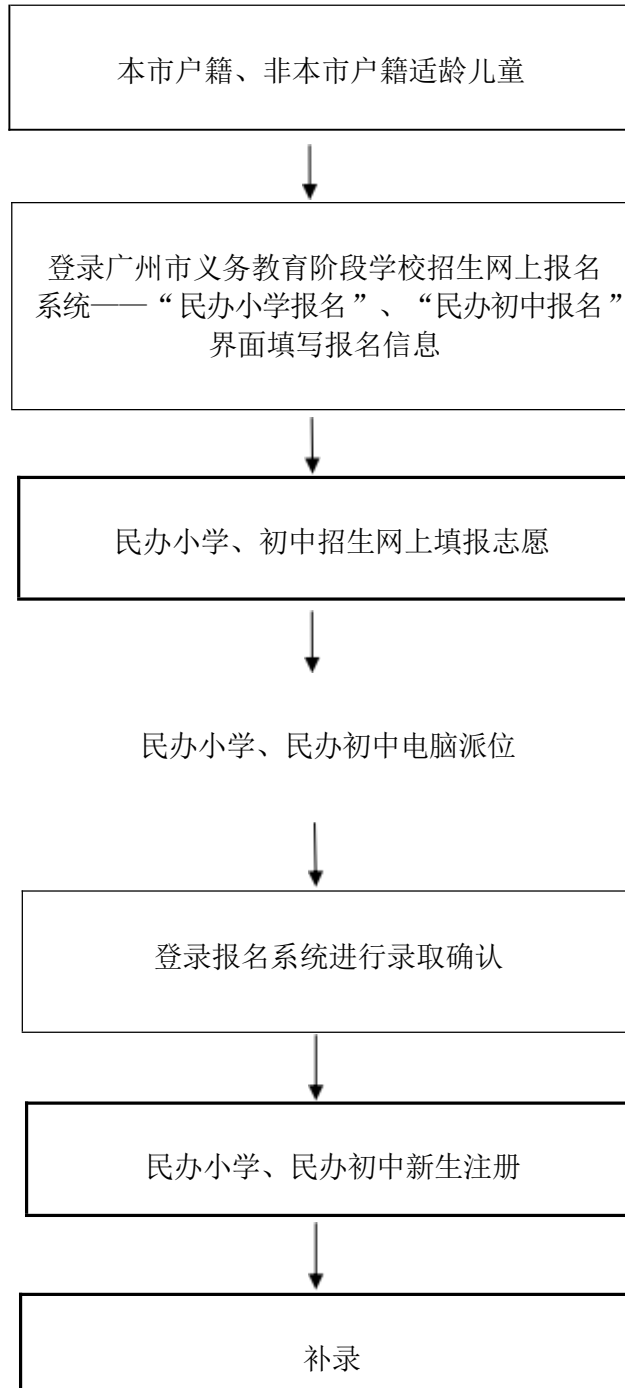 本市户籍、非本市户籍适龄儿童
登录广州市义务教育阶段学校招生网上报名
系统——“民办小学报名”、“民办初中报名”
界面填写报名信息
民办小学、初中招生网上填报志愿
民办小学、民办初中电脑派位
登录报名系统进行录取确认
民办小学、民办初中新生注册
补录